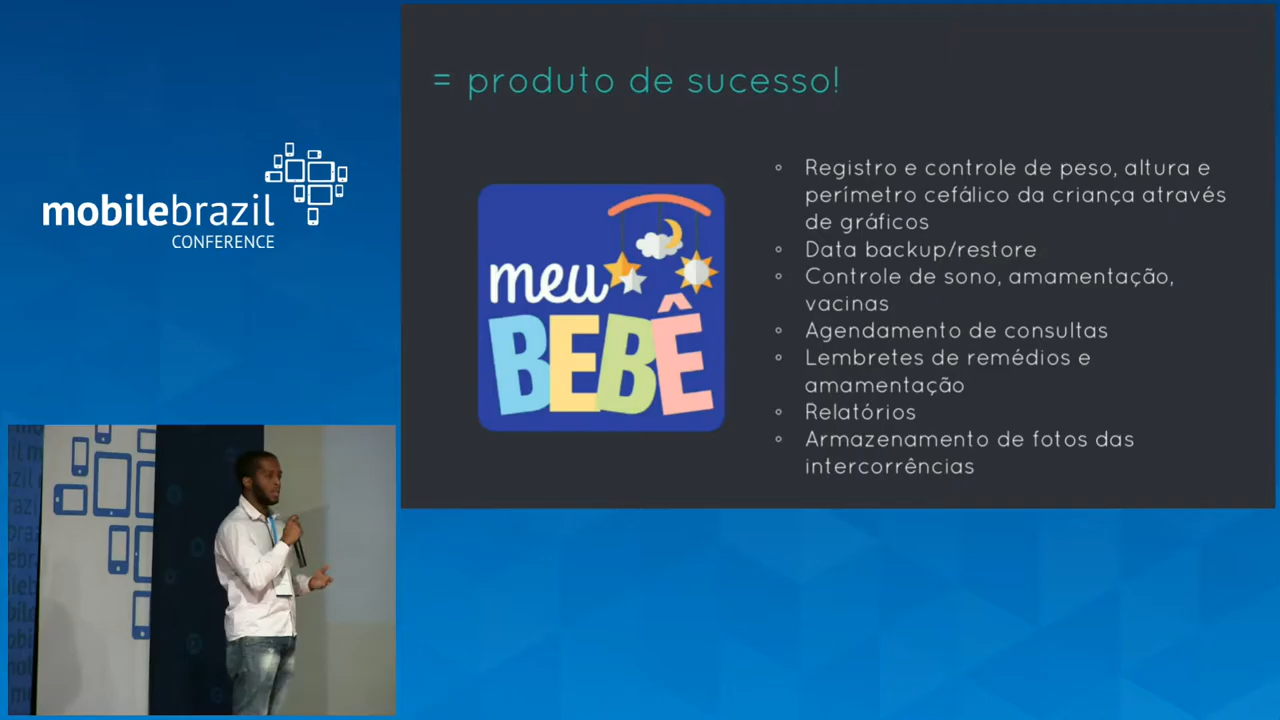 mobilebrazil
CONFERENCE
= produto de sucesso!
meu
BEBÊ
◦ Registro e controle de peso, altura e
perímetro cefálico da criança através
de gráficos
◦ Data backup/restore
◦ Controle de sono, amamentação,
vacinas
◦ Agendamento de consultas
◦ Lembretes de remédios e
amamentação
◦ Relatórios
◦ Armazenamento de fotos das
intercorrências